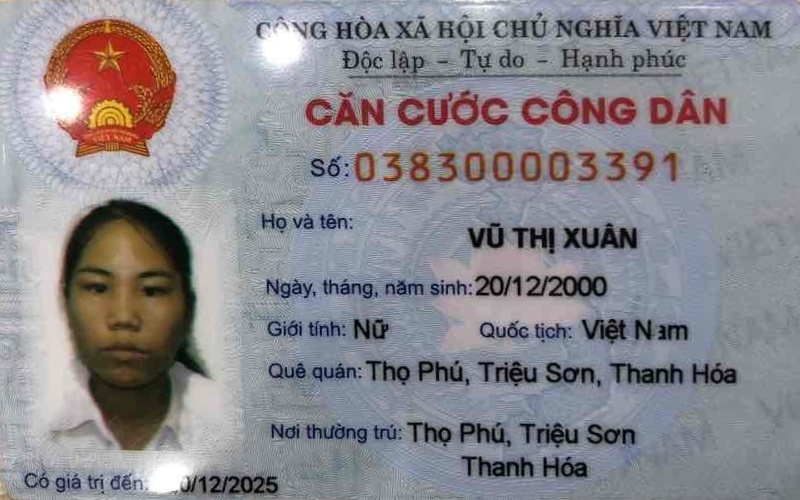 CỘNG HÒA XÃ HỘI CHỦ NGHĨA VIỆT NAM
Độc lập - Tự do - Hạnh phúc
CĂN CƯỚC CÔNG DÂN
Số: 038300003391
Họ và tên: VŨ THỊ XUÂN
Ngày, tháng, năm sinh: 20/12/2000
Giới tính: Nữ Quốc tịch: Việt Nam
Quê quán: Thọ Phú, Triệu Sơn, Thanh Hóa
Nơi thường trú: Thọ Phú, Triệu Sơn
Thanh Hóa
Có giá trị đến: 0/12/2025
VIỆT NAM